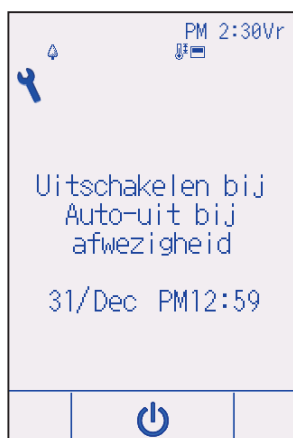 PM 2:30Vr
Uitschakelen bij
Auto-uit bij
afwezigheid
31/Dec PM12:59